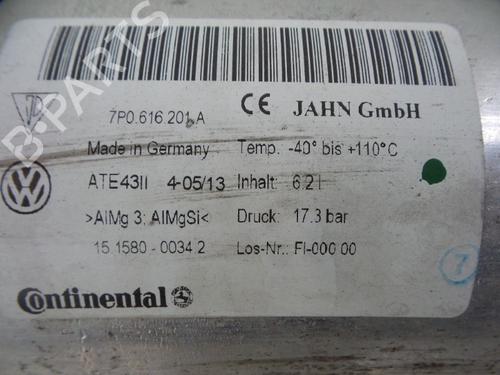 B-PARTS
7P0.616.201.A CE JAHN GmbH
Made in Germany Temp. -40° bis +110°C
ATE43II 4-05/13 Inhalt: 6.2 l
>AlMg 3; AlMgSi< Druck: 17.3 bar
15.1580-0034.2 Los-Nr.: FI-000 00
Continental
7